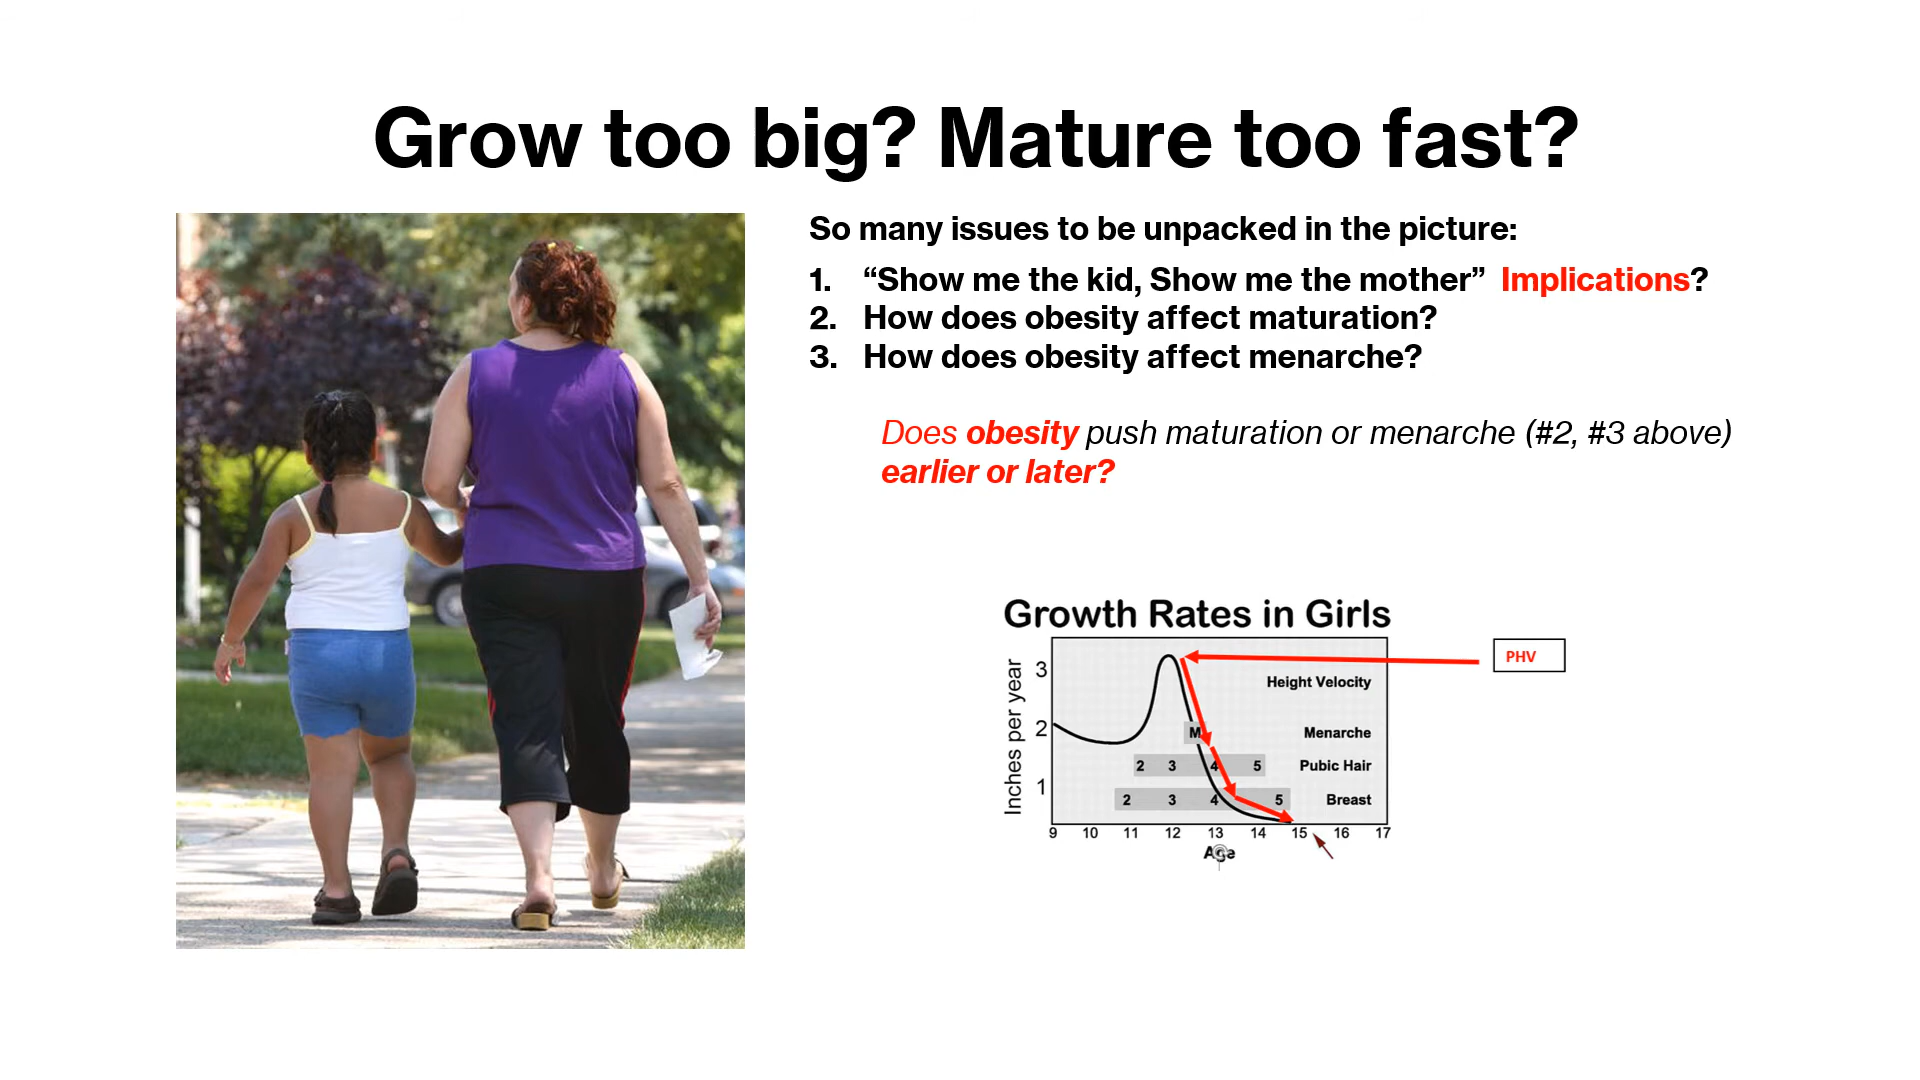 Grow too big? Mature too fast?
So many issues to be unpacked in the picture:
1. “Show me the kid, Show me the mother” Implications?
2. How does obesity affect maturation?
3. How does obesity affect menarche?
Does obesity push maturation or menarche (#2, #3 above)
earlier or later?
Growth Rates in Girls
PHV
Inches per year
3
2
1
Height Velocity
M
Menarche
2 3 4 5 Pubic Hair
2 3 4 5 Breast
9 10 11 12 13 14 15 16 17
Age